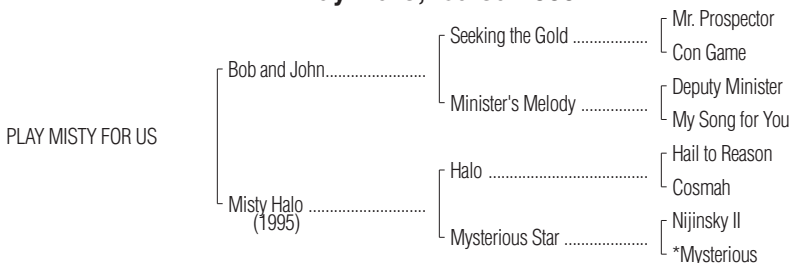 Mr. Prospector
Seeking the Gold ..................
Con Game
Bob and John........................
Deputy Minister
Minister's Melody ................
My Song for You
PLAY MISTY FOR US
Hail to Reason
Halo ......................................
Cosmah
Misty Halo ............................
(1995)
Nijinsky II
Mysterious Star ....................
*Mysterious